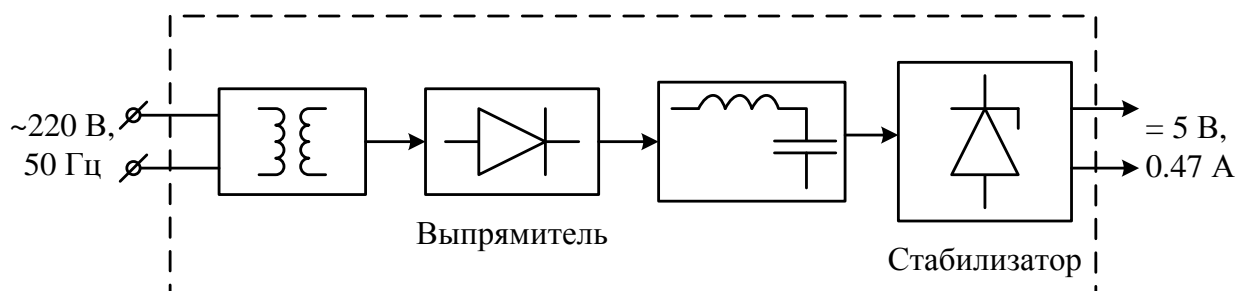 ~220 В,
50 Гц
= 5 В,
0.47 А
Выпрямитель
Стабилизатор